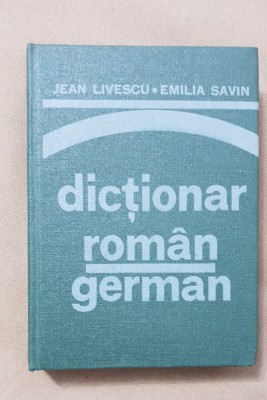 JEAN LIVESCU • EMILIA SAVIN
dicționar
român
german